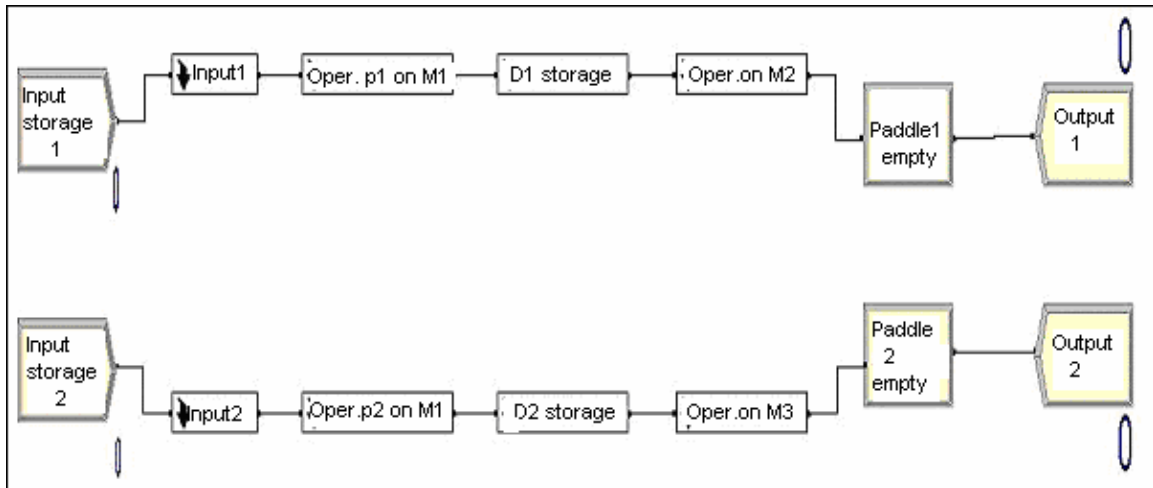 Input
storage
1
Input1
Oper. p1 on M1
D1 storage
Oper.on M2
Paddle1
empty
Output
1
Input
storage
2
Input2
Oper.p2 on M1
D2 storage
Oper.on M3
Paddle
2
empty
Output
2